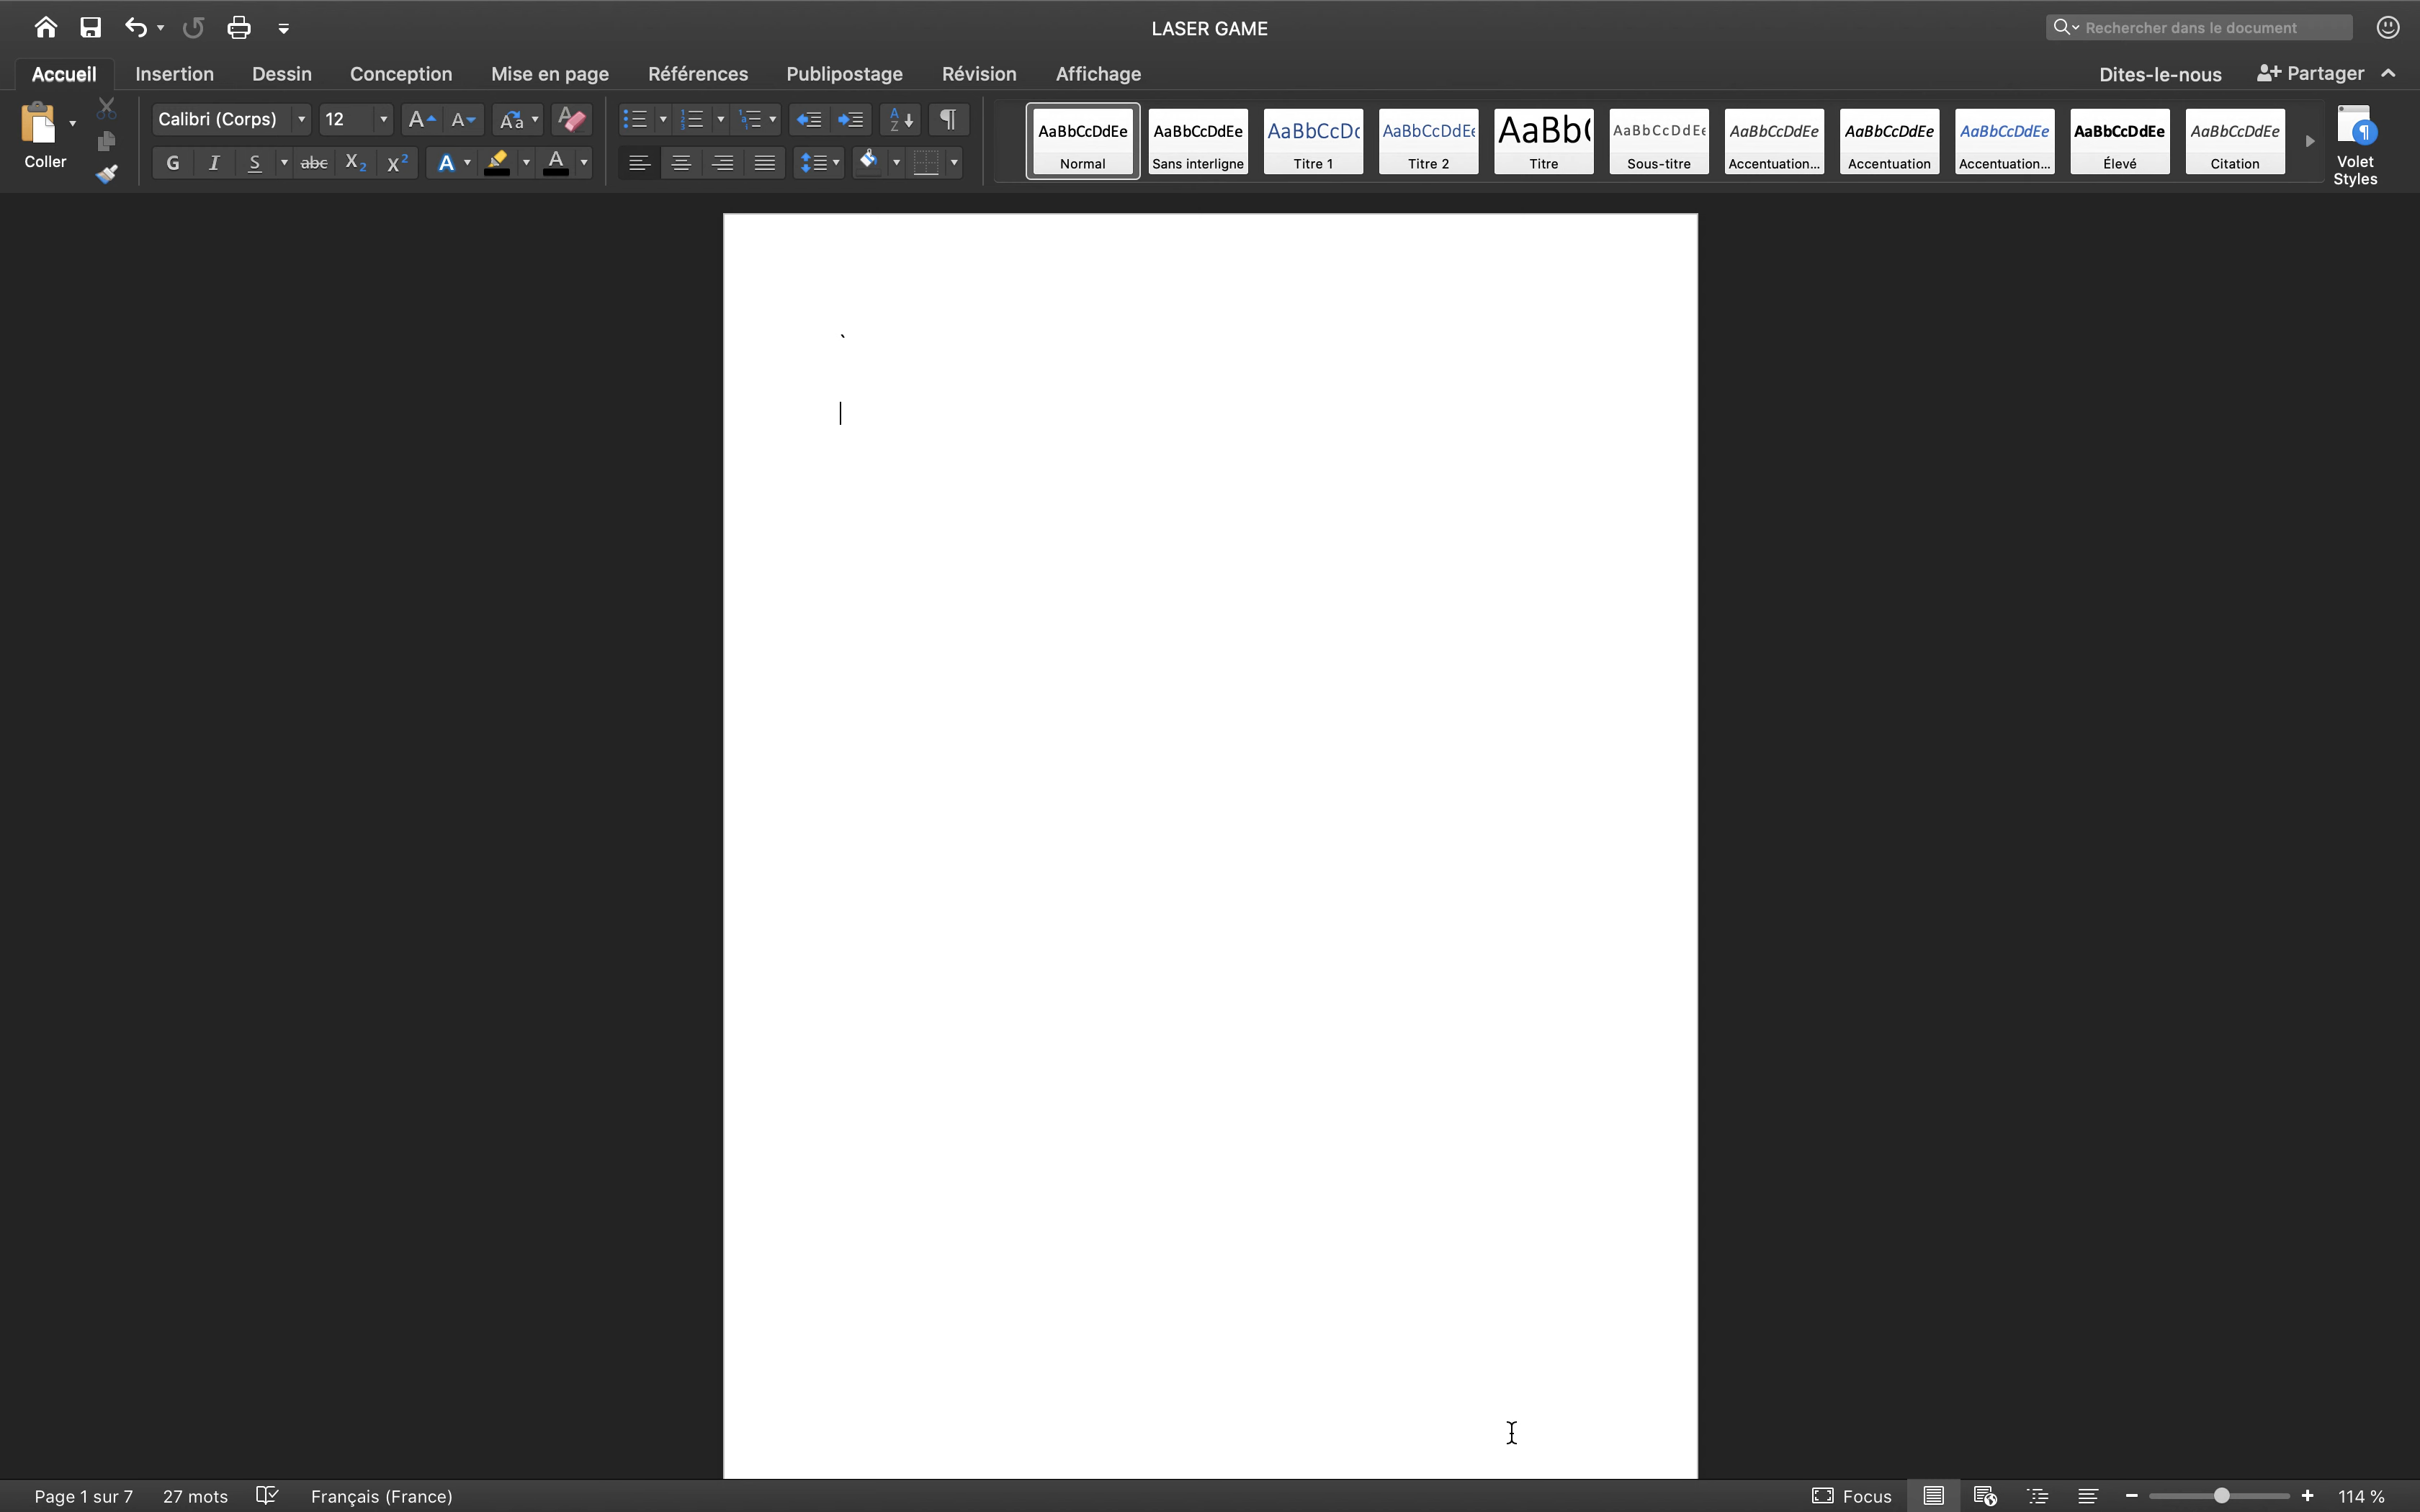 LASER GAME
Rechercher dans le document
Accueil Insertion Dessin Conception Mise en page Références Publipostage Révision Affichage Dites-le-nous Partager
Coller
Calibri (Corps) 12
G I S abc X₂ X² A A
AaBbCcDdEe AaBbCcDdEe AaBbCcDc AaBbCcDdEe AaBb( AaBbCcDdEe AaBbCcDdEe AaBbCcDdEe AaBbCcDdEe AaBbCcDdEe AaBbCcDdEe
Normal Sans interligne Titre 1 Titre 2 Titre Sous-titre Accentuation... Accentuation Accentuation... Élevé Citation
Volet
Styles
`
Page 1 sur 7 27 mots Français (France) Focus 114 %